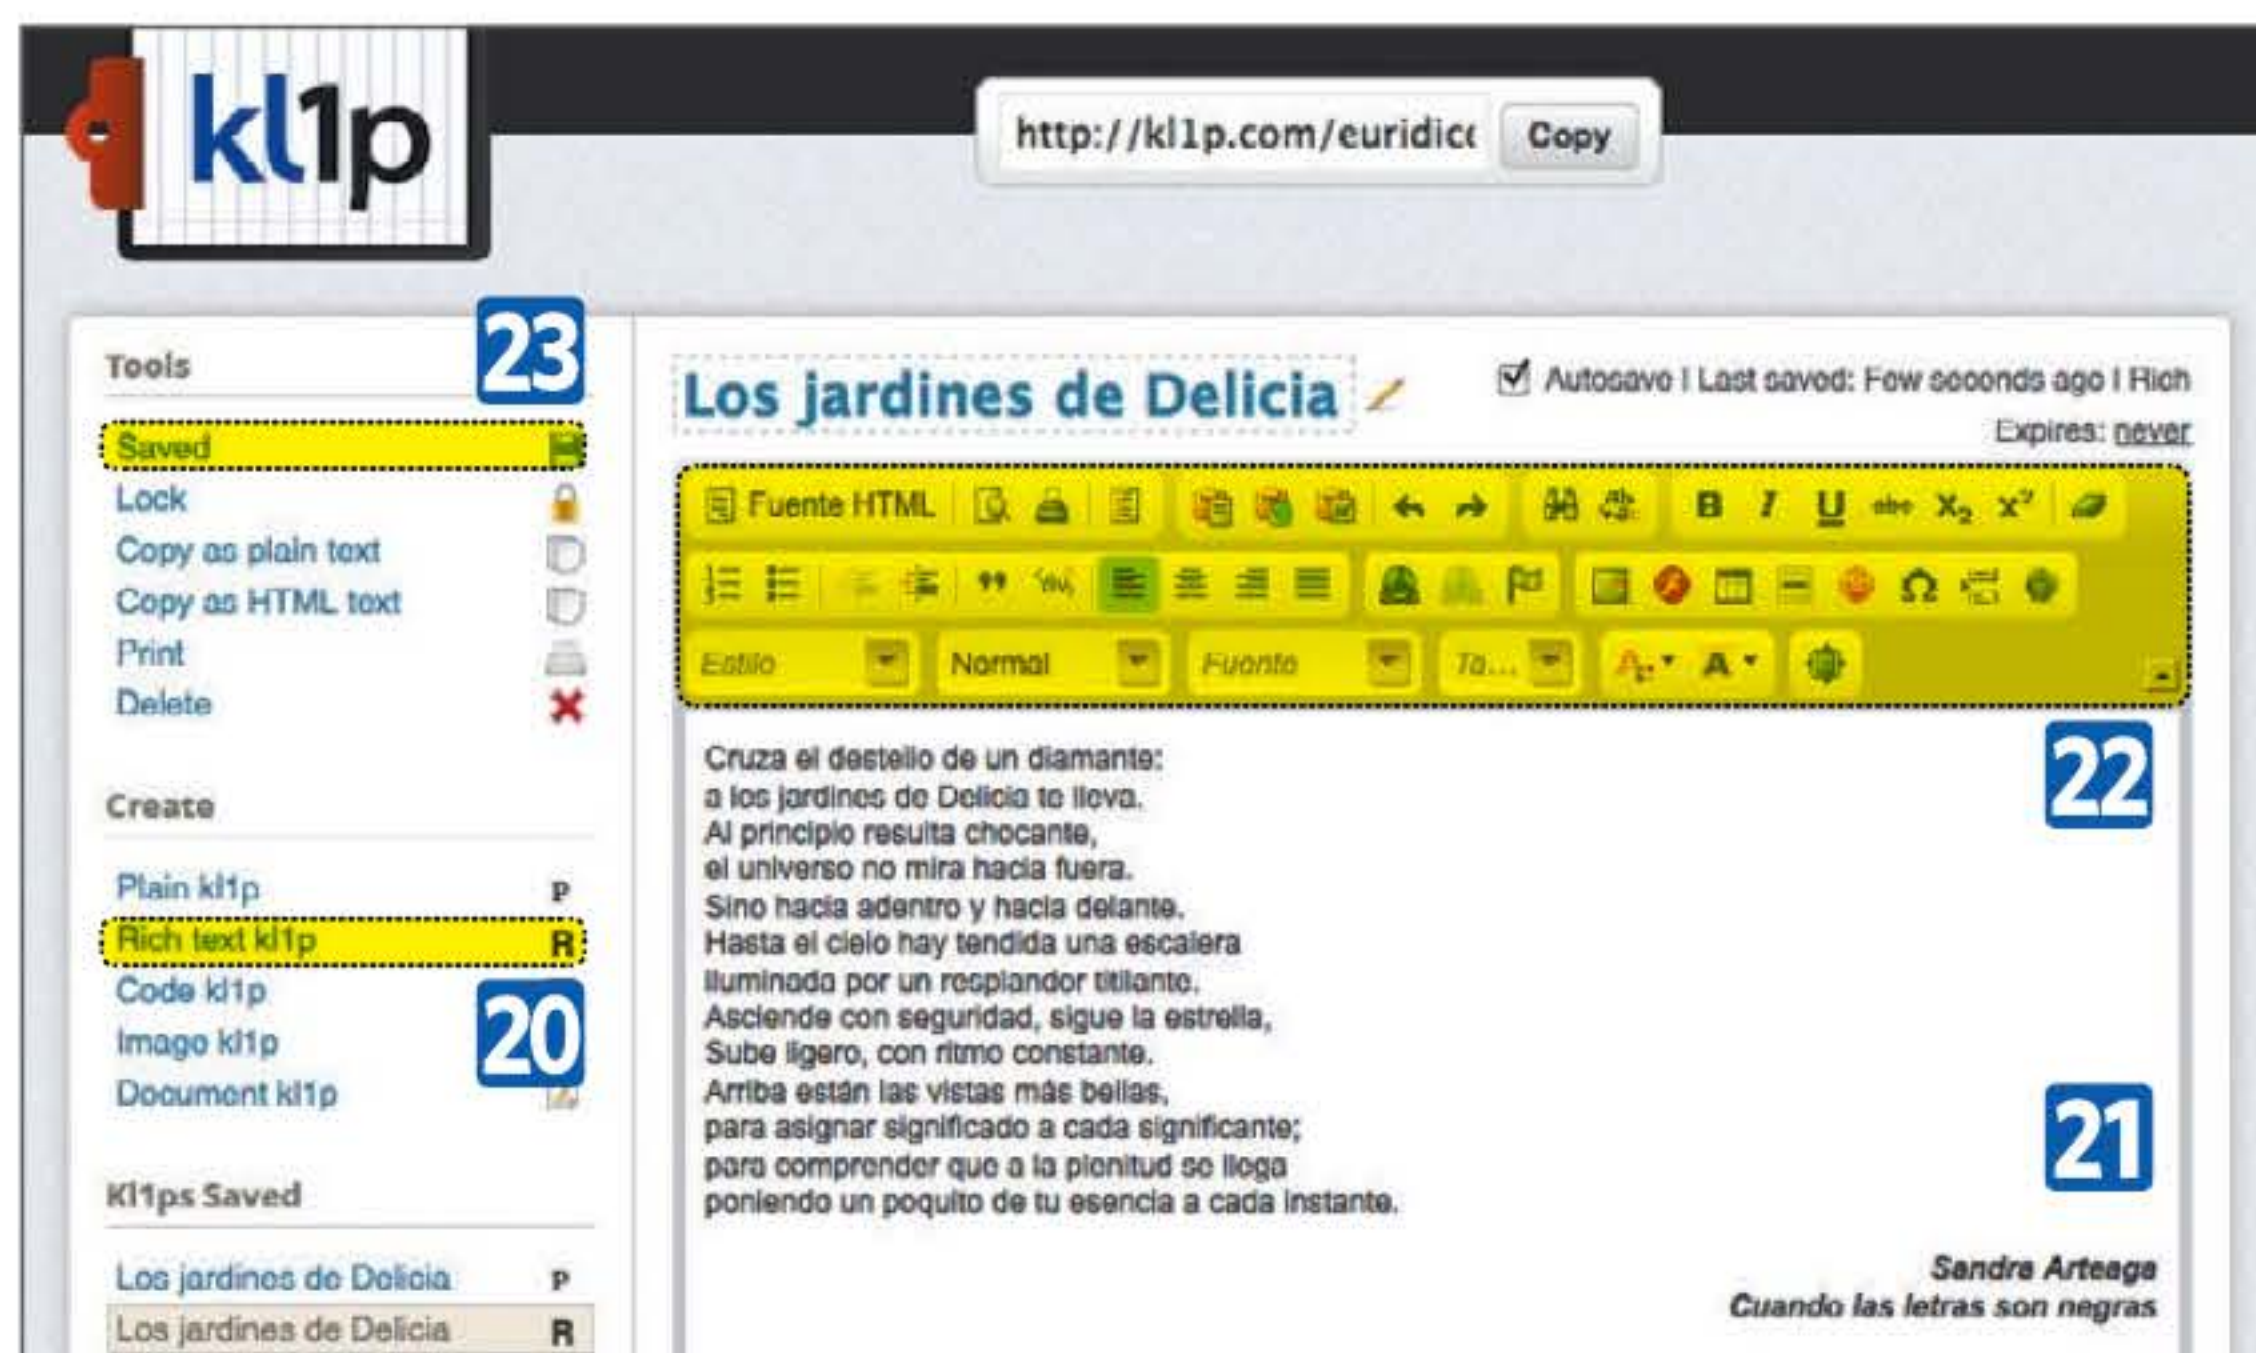 kl1p
http://kl1p.com/euridice
Copy
23
Tools
Saved
Lock
Copy as plain text
Copy as HTML text
Print
Delete
Create
Plain kl1p P
Rich text kl1p R
Code kl1p
20
Image kl1p
Document kl1p
Kl1ps Saved
Los jardines de Delicia P
Los jardines de Delicia R
Los jardines de Delicia
Autosave | Last saved: Few seconds ago | Rich
Expires: never
Fuente HTML B I U abc X₂ X²
Estilo Normal Fuente Ta... A
22
Cruza el destello de un diamante:
a los jardines de Delicia te lleva.
Al principio resulta chocante,
el universo no mira hacia fuera.
Sino hacia adentro y hacia delante.
Hasta el cielo hay tendida una escalera
iluminada por un resplandor titilante.
Asciende con seguridad, sigue la estrella,
Sube ligero, con ritmo constante.
Arriba están las vistas más bellas,
para asignar significado a cada significante;
para comprender que a la plenitud se llega
poniendo un poquito de tu esencia a cada instante.
21
Sandra Arteaga
Cuando las letras son negras